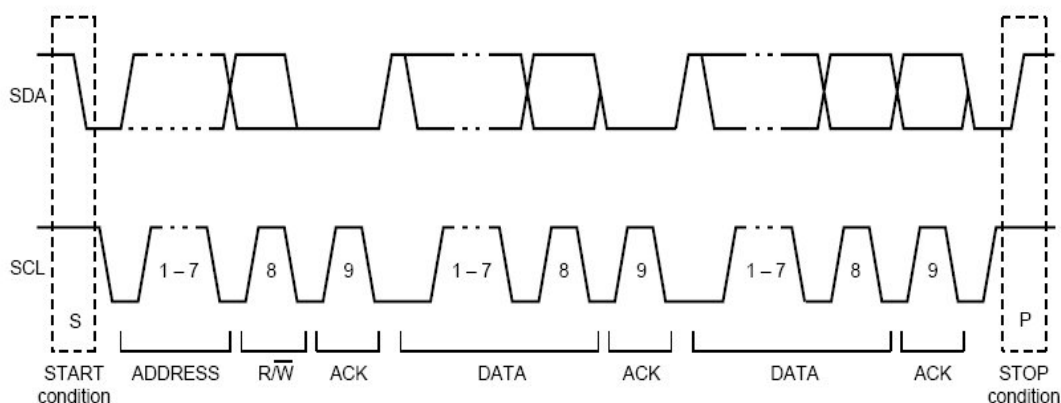 SDA
SCL
1 – 7
8
9
1 – 7
8
9
1 – 7
8
9
S
P
START condition
ADDRESS
R/W̅
ACK
DATA
ACK
DATA
ACK
STOP condition